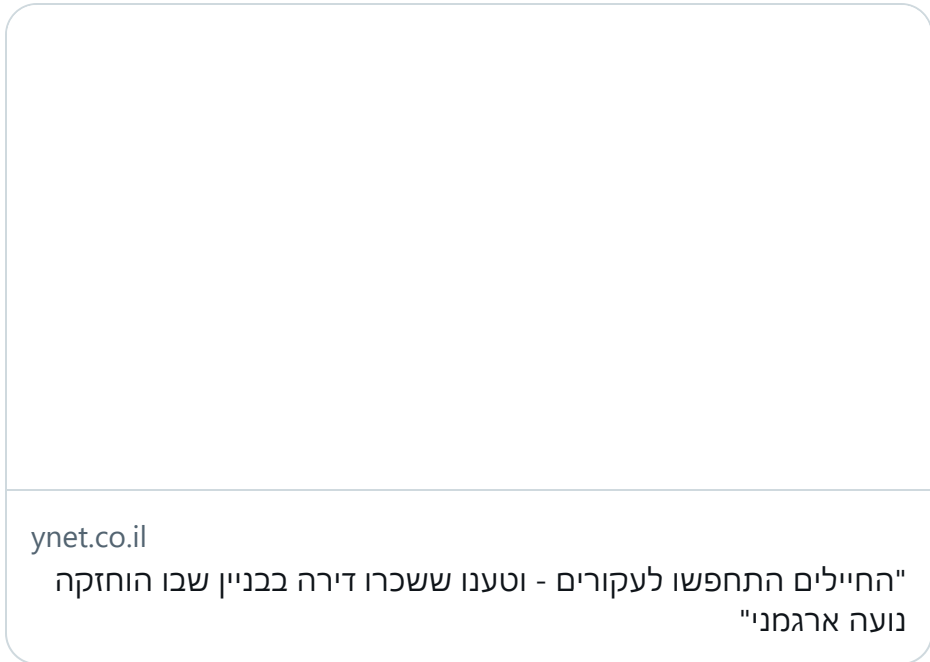 ynet.co.il
"החיילים התחפשו לעקורים - וטענו ששכרו דירה בבניין שבו הוחזקה
נועה ארגמני"